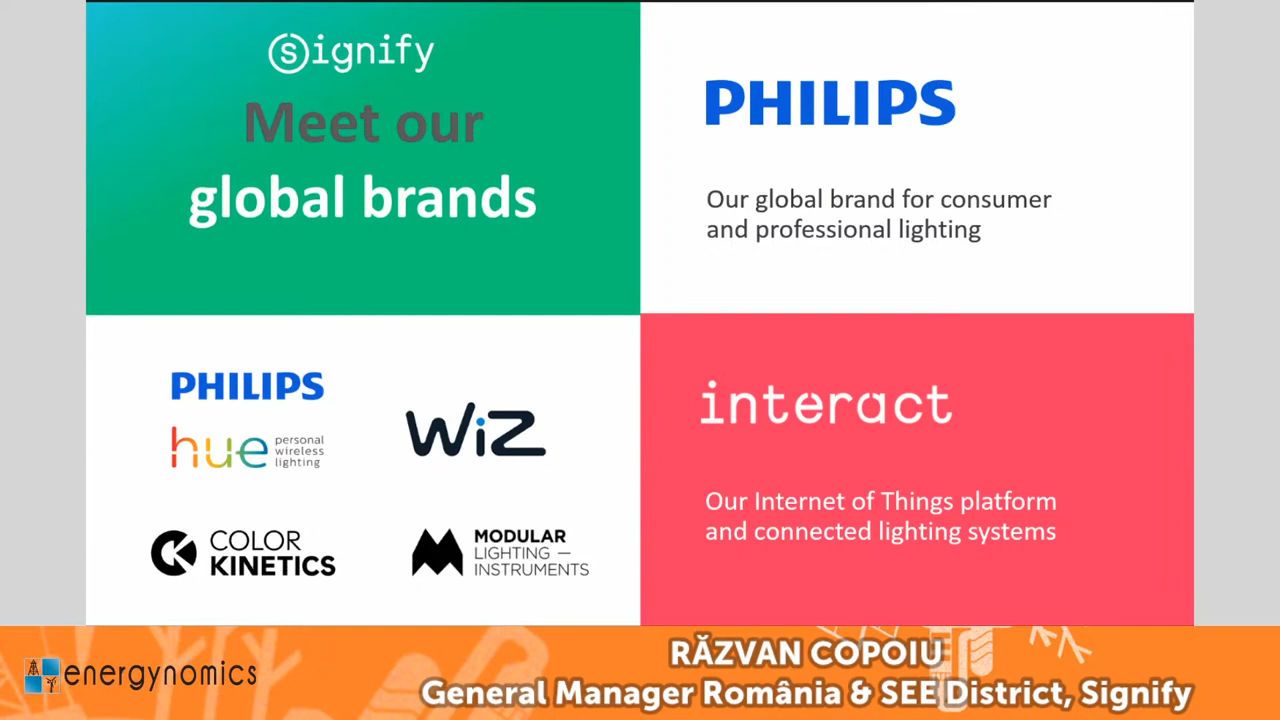 signify
Meet our
global brands
PHILIPS
Our global brand for consumer
and professional lighting
PHILIPS
hue personal
wireless
lighting
WiZ
COLOR
KINETICS
MODULAR
LIGHTING —
INSTRUMENTS
interact
Our Internet of Things platform
and connected lighting systems
energynomics
RĂZVAN COPOIU
General Manager România & SEE District, Signify